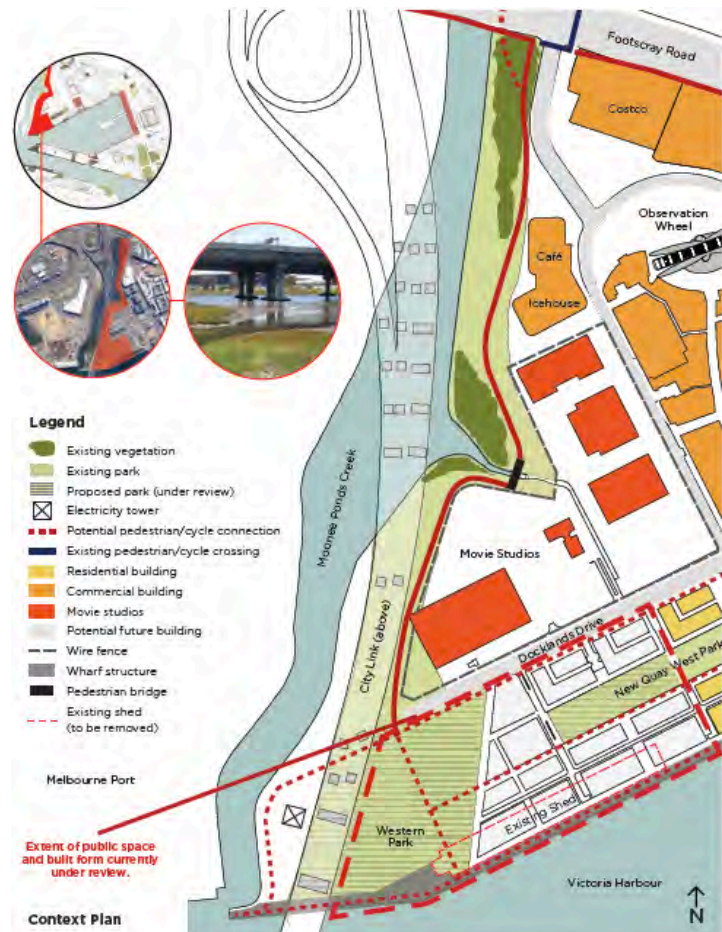 Footscray Road
Costco
Observation
Wheel
Café
Icehouse
Legend
Existing vegetation
Existing park
Proposed park (under review)
Electricity tower
Potential pedestrian/cycle connection
Existing pedestrian/cycle crossing
Residential building
Commercial building
Movie studios
Potential future building
Wire fence
Wharf structure
Pedestrian bridge
Existing shed
(to be removed)
Moonee Ponds Creek
City Link (above)
Movie Studios
Docklands Drive
New Quay West Park
Melbourne Port
Existing Shed
Western
Park
Extent of public space
and built form currently
under review.
Victoria Harbour
Context Plan
N